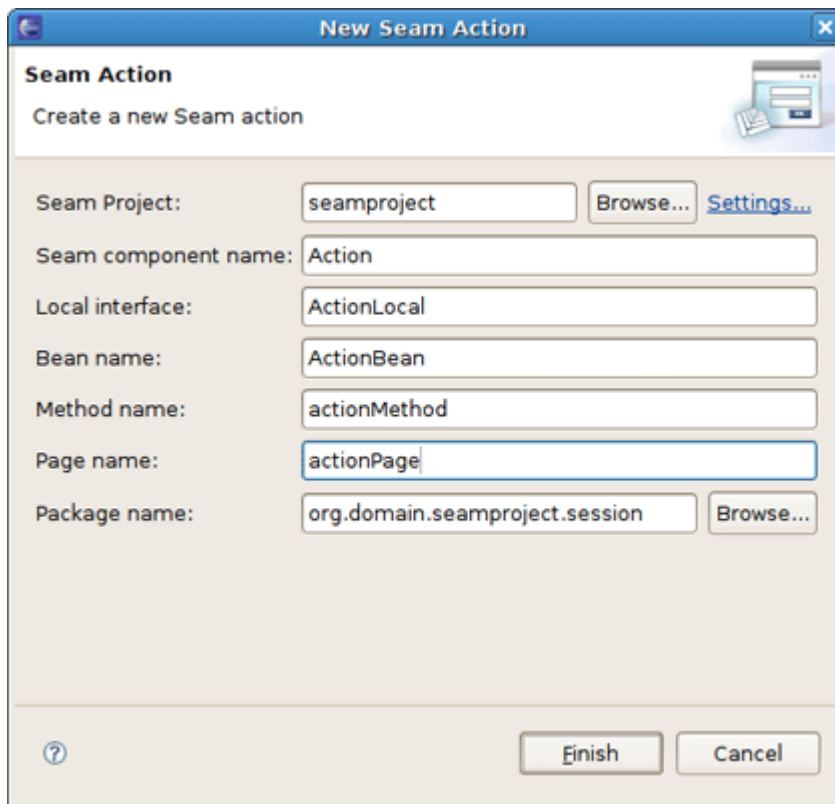 New Seam Action
Seam Action
Create a new Seam action
Seam Project: seamproject Browse... Settings...
Seam component name: Action
Local interface: ActionLocal
Bean name: ActionBean
Method name: actionMethod
Page name: actionPage
Package name: org.domain.seamproject.session Browse...
? Finish Cancel